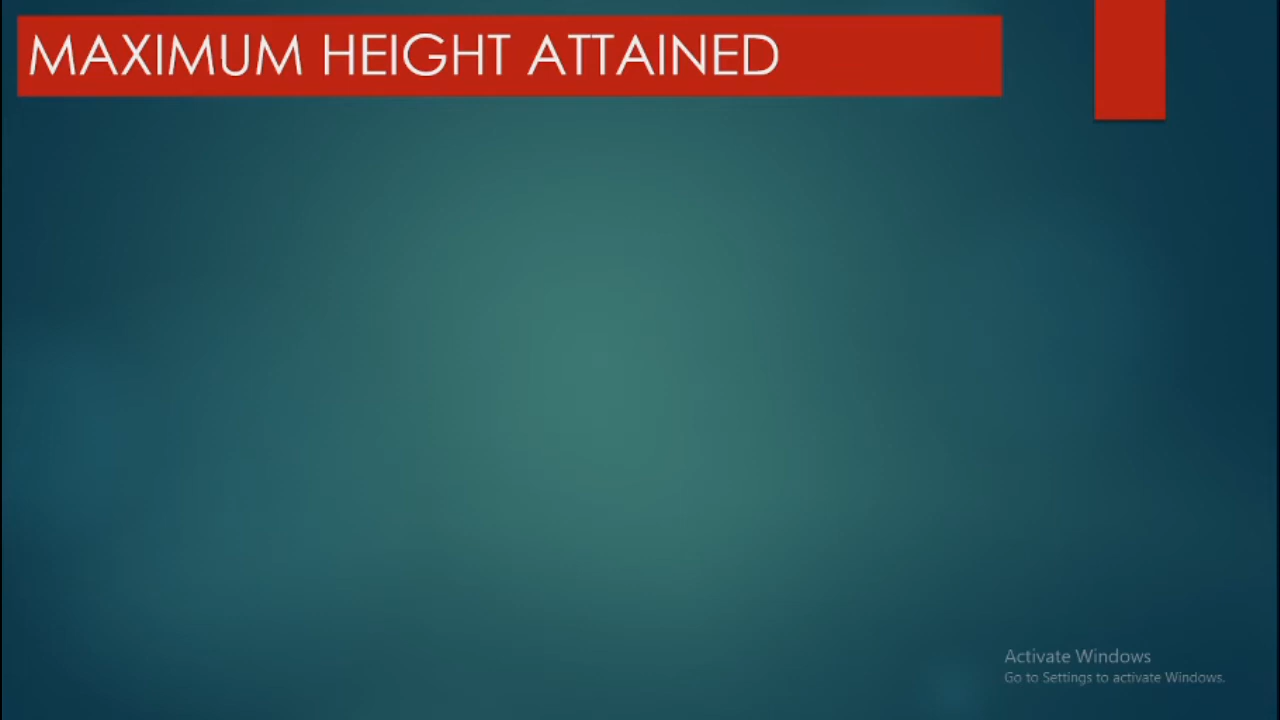 MAXIMUM HEIGHT ATTAINED
Activate Windows
Go to Settings to activate Windows.